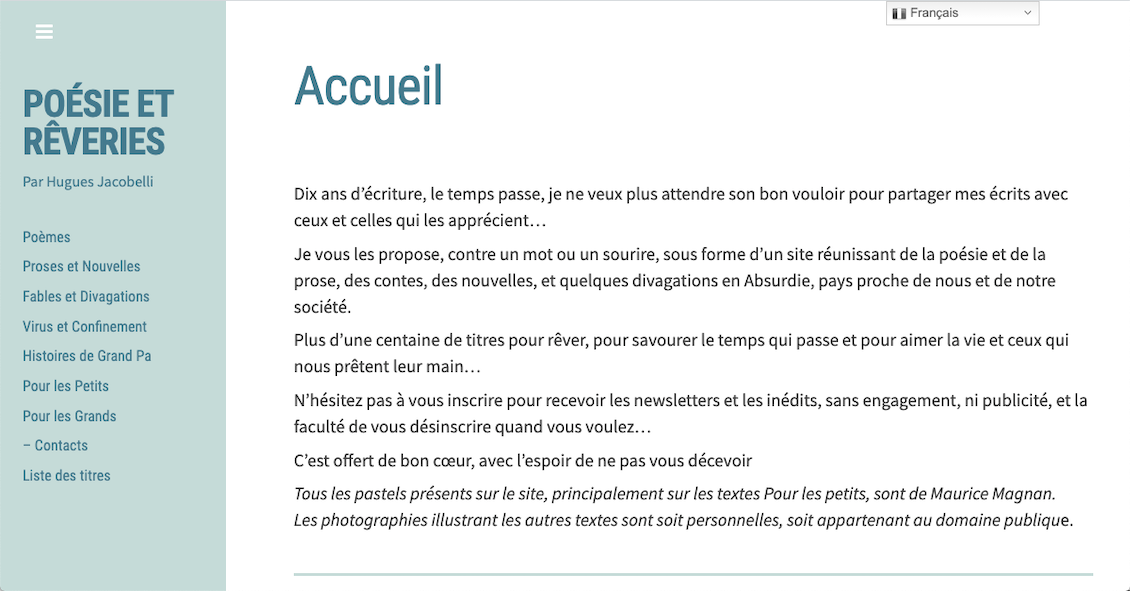 Français
POÉSIE ET
RÊVERIES
Par Hugues Jacobelli
Poèmes
Proses et Nouvelles
Fables et Divagations
Virus et Confinement
Histoires de Grand Pa
Pour les Petits
Pour les Grands
– Contacts
Liste des titres
Accueil
Dix ans d’écriture, le temps passe, je ne veux plus attendre son bon vouloir pour partager mes écrits avec
ceux et celles qui les apprécient…
Je vous les propose, contre un mot ou un sourire, sous forme d’un site réunissant de la poésie et de la
prose, des contes, des nouvelles, et quelques divagations en Absurdie, pays proche de nous et de notre
société.
Plus d’une centaine de titres pour rêver, pour savourer le temps qui passe et pour aimer la vie et ceux qui
nous prêtent leur main…
N’hésitez pas à vous inscrire pour recevoir les newsletters et les inédits, sans engagement, ni publicité, et la
faculté de vous désinscrire quand vous voulez…
C’est offert de bon cœur, avec l’espoir de ne pas vous décevoir
Tous les pastels présents sur le site, principalement sur les textes Pour les petits, sont de Maurice Magnan.
Les photographies illustrant les autres textes sont soit personnelles, soit appartenant au domaine publique.